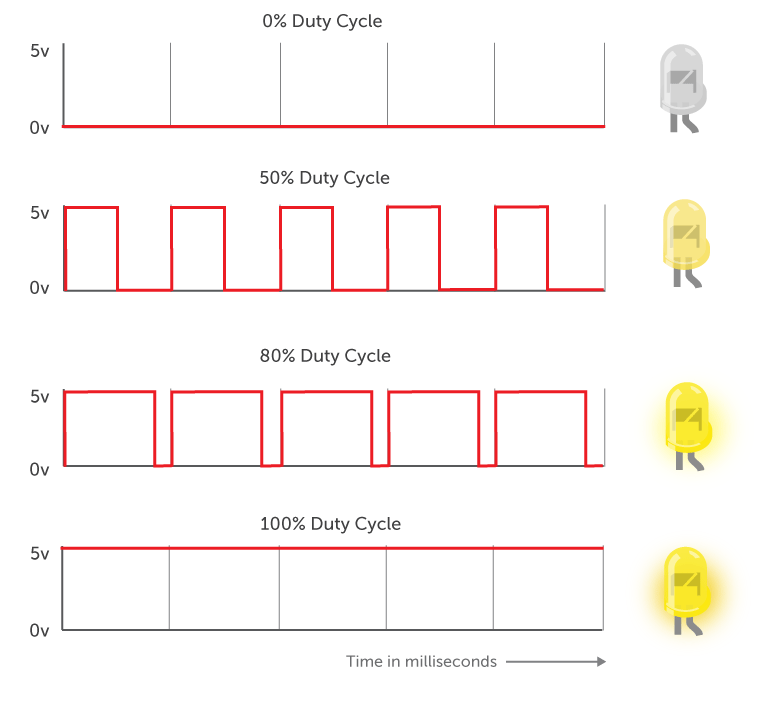 0% Duty Cycle
5v
0v
50% Duty Cycle
5v
0v
80% Duty Cycle
5v
0v
100% Duty Cycle
5v
0v
Time in milliseconds